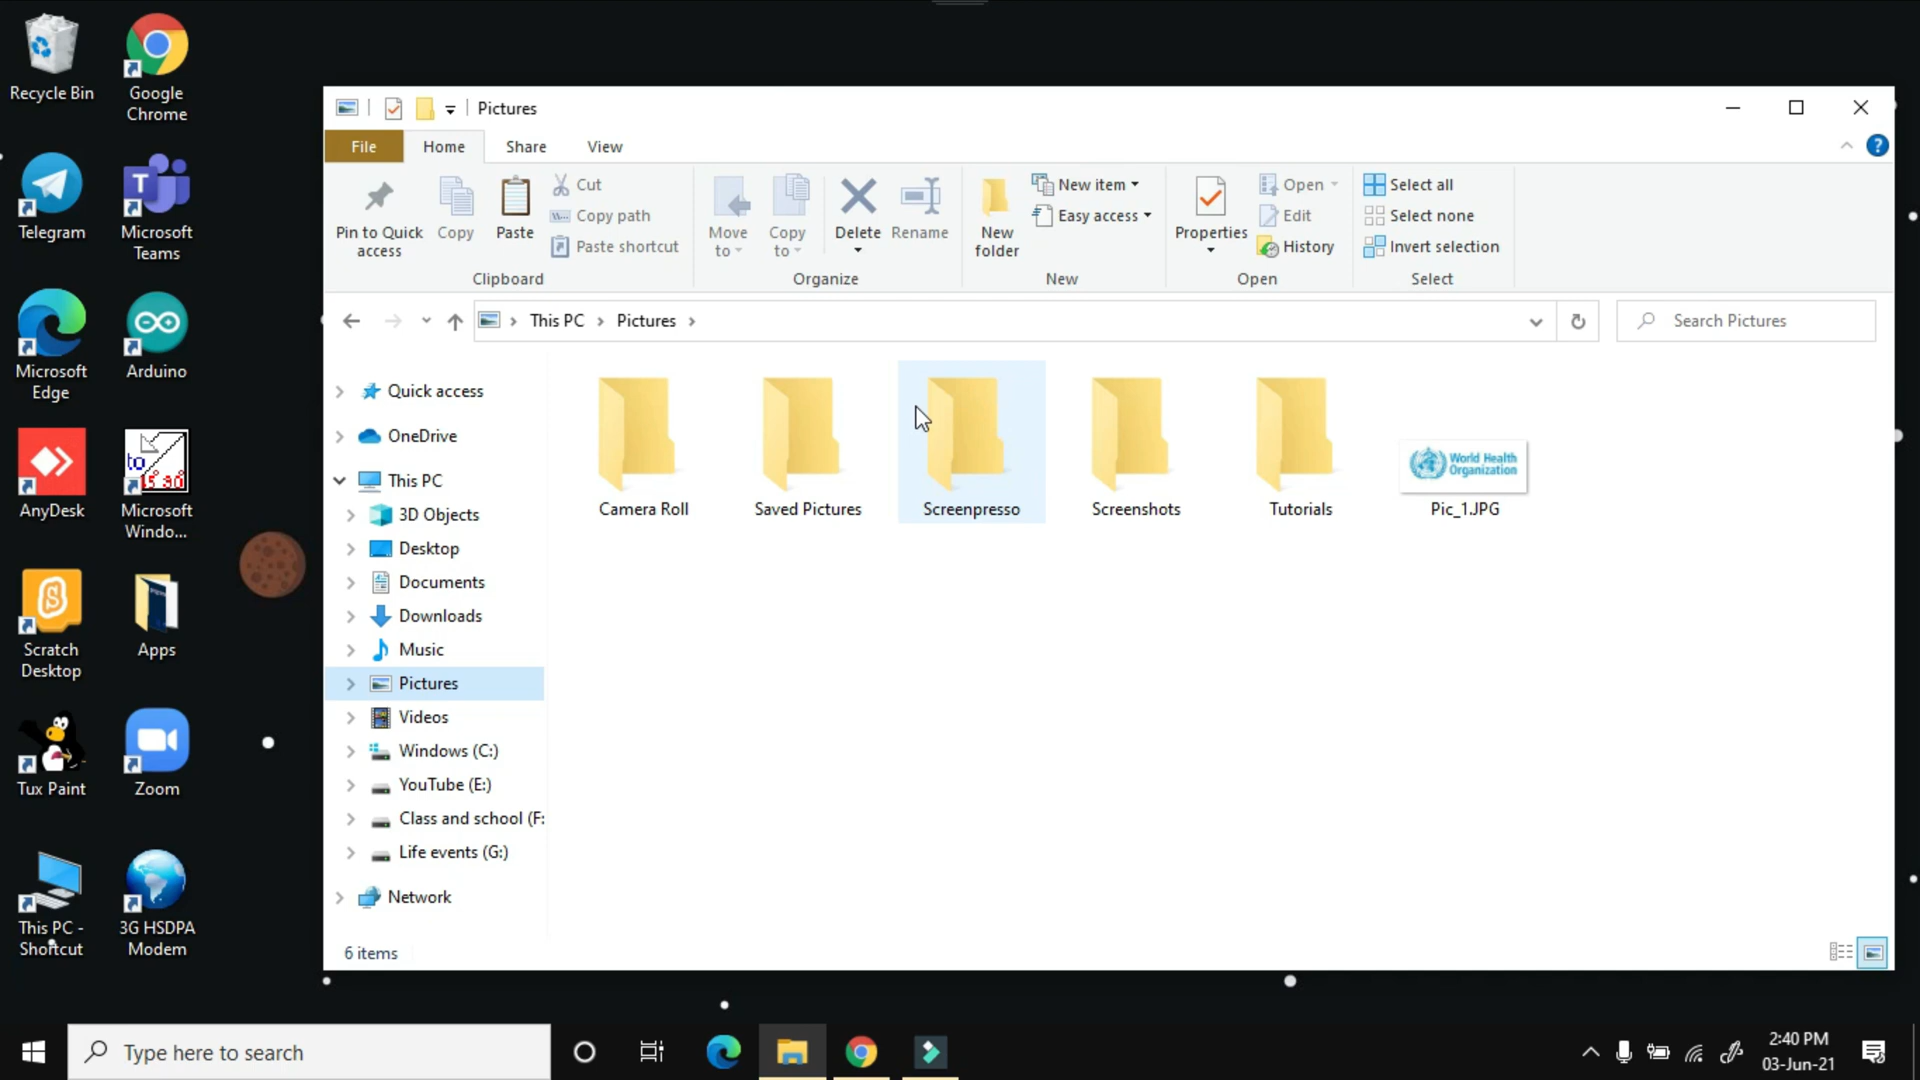 Recycle Bin
Google
Chrome
Telegram
Microsoft
Teams
Microsoft
Edge
Arduino
AnyDesk
to
Microsoft
Windo...
Scratch
Desktop
Apps
Tux Paint
Zoom
This PC -
Shortcut
3G HSDPA
Modem
Pictures
File
Home
Share
View
Pin to Quick
access
Copy
Paste
Cut
Copy path
Paste shortcut
Clipboard
Move
to
Copy
to
Delete
Rename
Organize
New
folder
New item
Easy access
New
Properties
Open
Edit
History
Open
Select all
Select none
Invert selection
Select
This PC
Pictures
Search Pictures
Quick access
OneDrive
This PC
3D Objects
Desktop
Documents
Downloads
Music
Pictures
Videos
Windows (C:)
YouTube (E:)
Class and school (F:
Life events (G:)
Network
Camera Roll
Saved Pictures
Screenpresso
Screenshots
Tutorials
World Health
Organization
Pic_1.JPG
6 items
Type here to search
2:40 PM
03-Jun-21